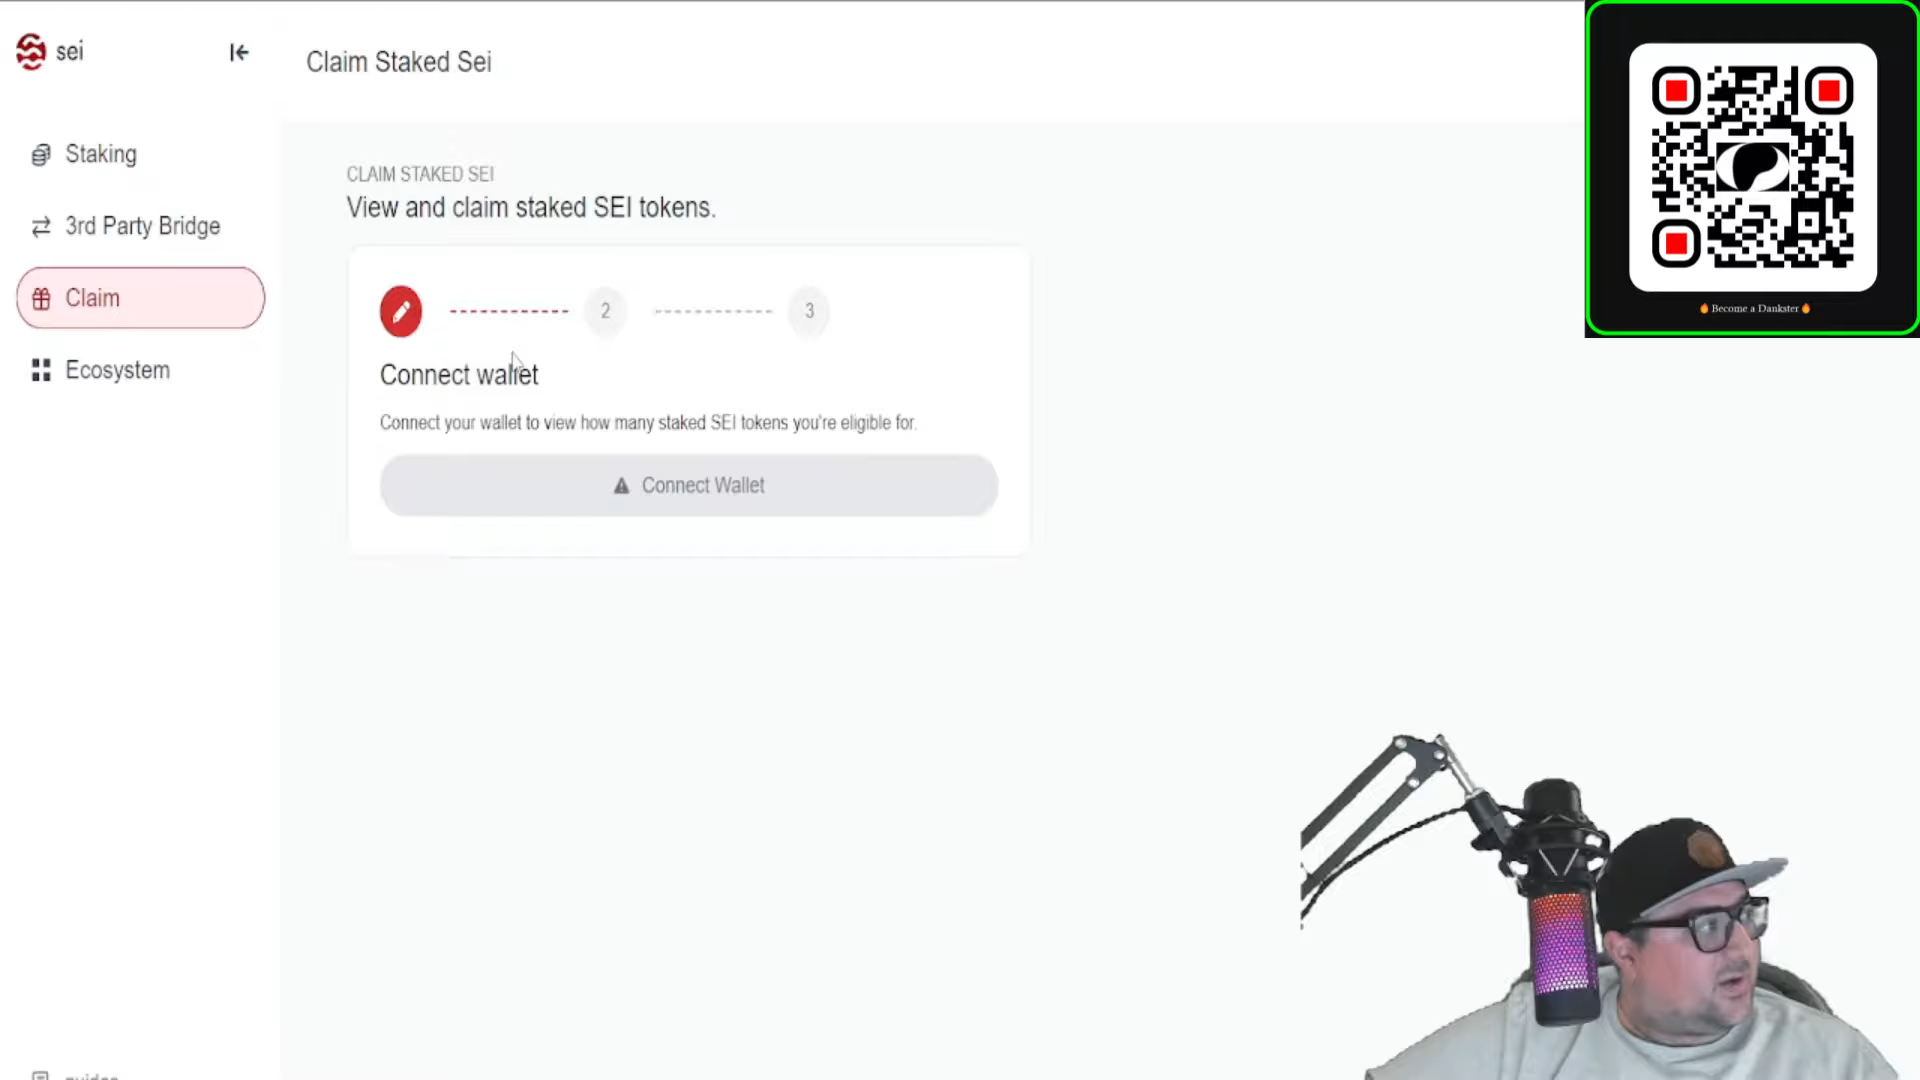 sei
Claim Staked Sei
Staking
3rd Party Bridge
Claim
Ecosystem
CLAIM STAKED SEI
View and claim staked SEI tokens.
2
3
Connect wallet
Connect your wallet to view how many staked SEI tokens you're eligible for.
Connect Wallet
Become a Dankster